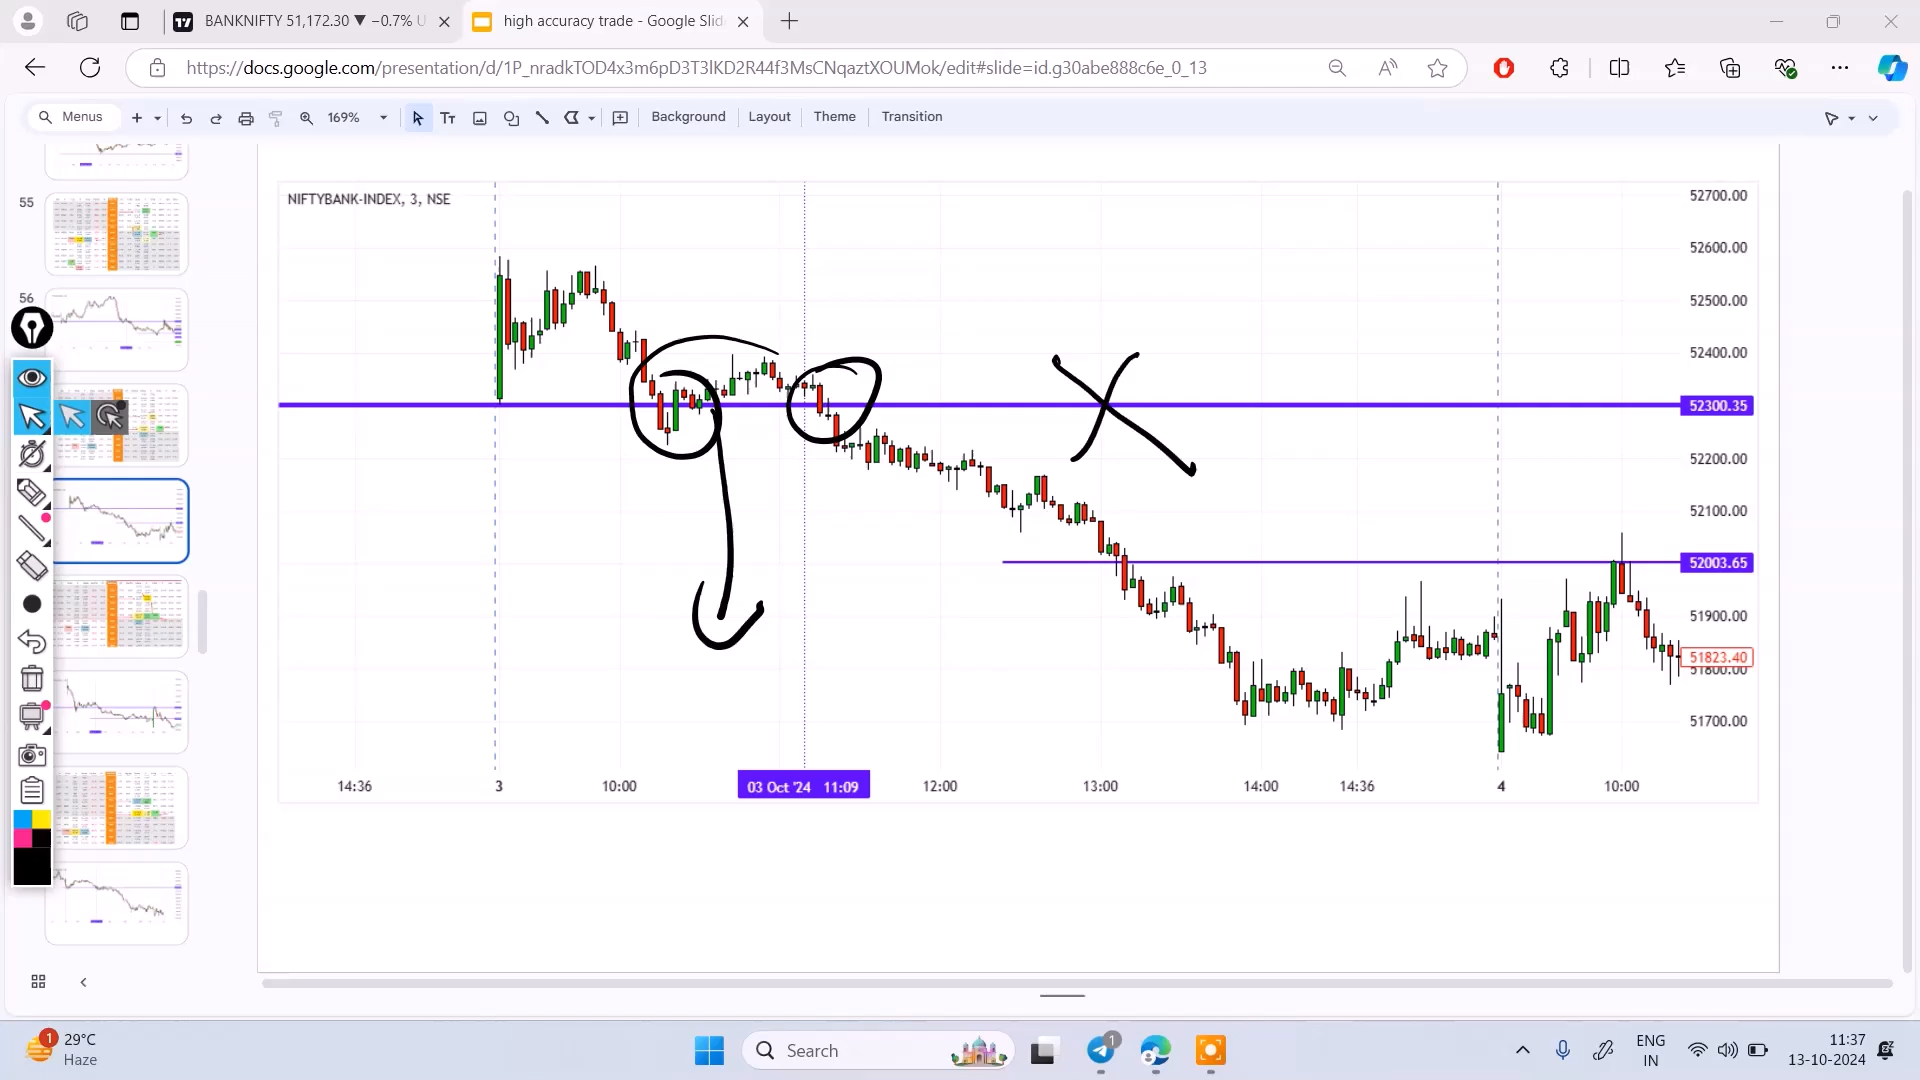 BANKNIFTY 51,172.30 ▼ −0.7% U
high accuracy trade - Google Slid
https://docs.google.com/presentation/d/1P_nradkTOD4x3m6pD3T3lKD2R44f3MsCNqaztXOUMok/edit#slide=id.g30abe888c6e_0_13
Menus 169% Background Layout Theme Transition
55
56
NIFTYBANK-INDEX, 3, NSE
52700.00
52600.00
52500.00
52400.00
52300.35
52200.00
52100.00
52003.65
51900.00
51823.40
51800.00
51700.00
14:36 3 10:00 03 Oct '24 11:09 12:00 13:00 14:00 14:36 4 10:00
1 29°C
Haze
Search
1
ENG
IN
11:37
13-10-2024